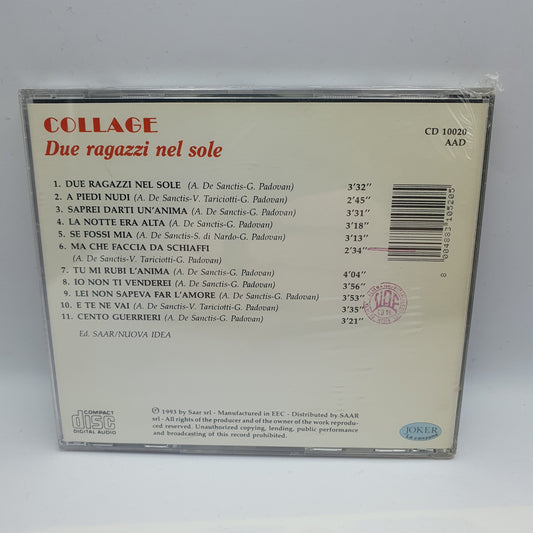 COLLAGE
Due ragazzi nel sole
CD 10020
AAD
1. DUE RAGAZZI NEL SOLE (A. De Sanctis-G. Padovan) 3'32"
2. A PIEDI NUDI (A. De Sanctis-V. Tariciotti-G. Padovan) 2'45"
3. SAPREI DARTI UN'ANIMA (A. De Sanctis-G. Padovan) 3'31"
4. LA NOTTE ERA ALTA (A. De Sanctis-G. Padovan) 3'18"
5. SE FOSSI MIA (A. De Sanctis-S. di Nardo-G. Padovan) 3'13"
6. MA CHE FACCIA DA SCHIAFFI 2'34"
(A. De Sanctis-V. Tariciotti-G. Padovan)
7. TU MI RUBI L'ANIMA (A. De Sanctis-G. Padovan) 4'04"
8. IO NON TI VENDEREI (A. De Sanctis-G. Padovan) 3'56"
9. LEI NON SAPEVA FAR L'AMORE (A. De Sanctis-G. Padovan) 3'53"
10. E TE NE VAI (A. De Sanctis-V. Tariciotti-G. Padovan) 3'35"
11. CENTO GUERRIERI (A. De Sanctis-G. Padovan) 3'21"
Ed. SAAR/NUOVA IDEA
8 004883 105205
COMPACT
disc
DIGITAL AUDIO
℗ 1993 by Saar srl - Manufactured in EEC - Distributed by SAAR
srl - All rights of the producer and of the owner of the work reprodu-
ced reserved. Unauthorized copying, lending, public performance
and broadcasting of this record prohibited.
JOKER
La canzone